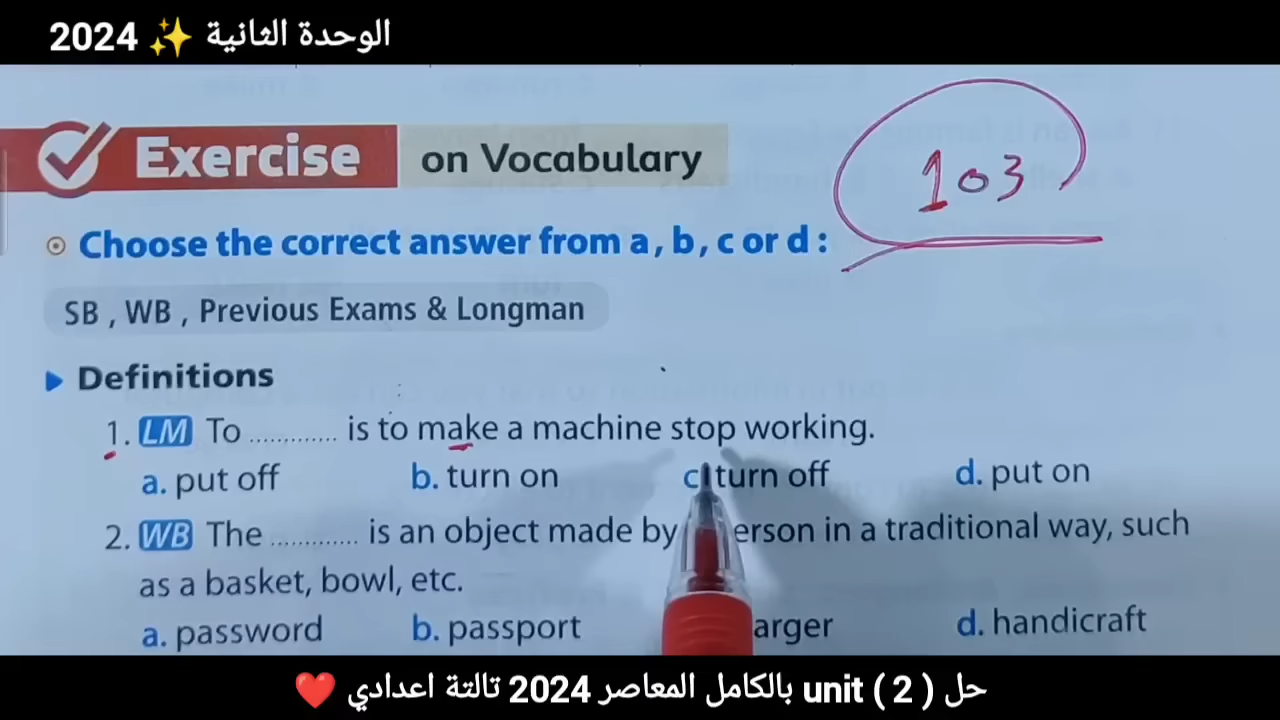 الوحدة الثانية ✨ 2024
103
Exercise on Vocabulary
Choose the correct answer from a, b, c or d :
SB , WB , Previous Exams & Longman
Definitions
1. LM To ............ is to make a machine stop working.
a. put off b. turn on c turn off d. put on
2. WB The ............ is an object made by erson in a traditional way, such
as a basket, bowl, etc.
a. password b. passport arger d. handicraft
حل unit ( 2 ) بالكامل المعاصر 2024 تالتة اعدادي ❤️